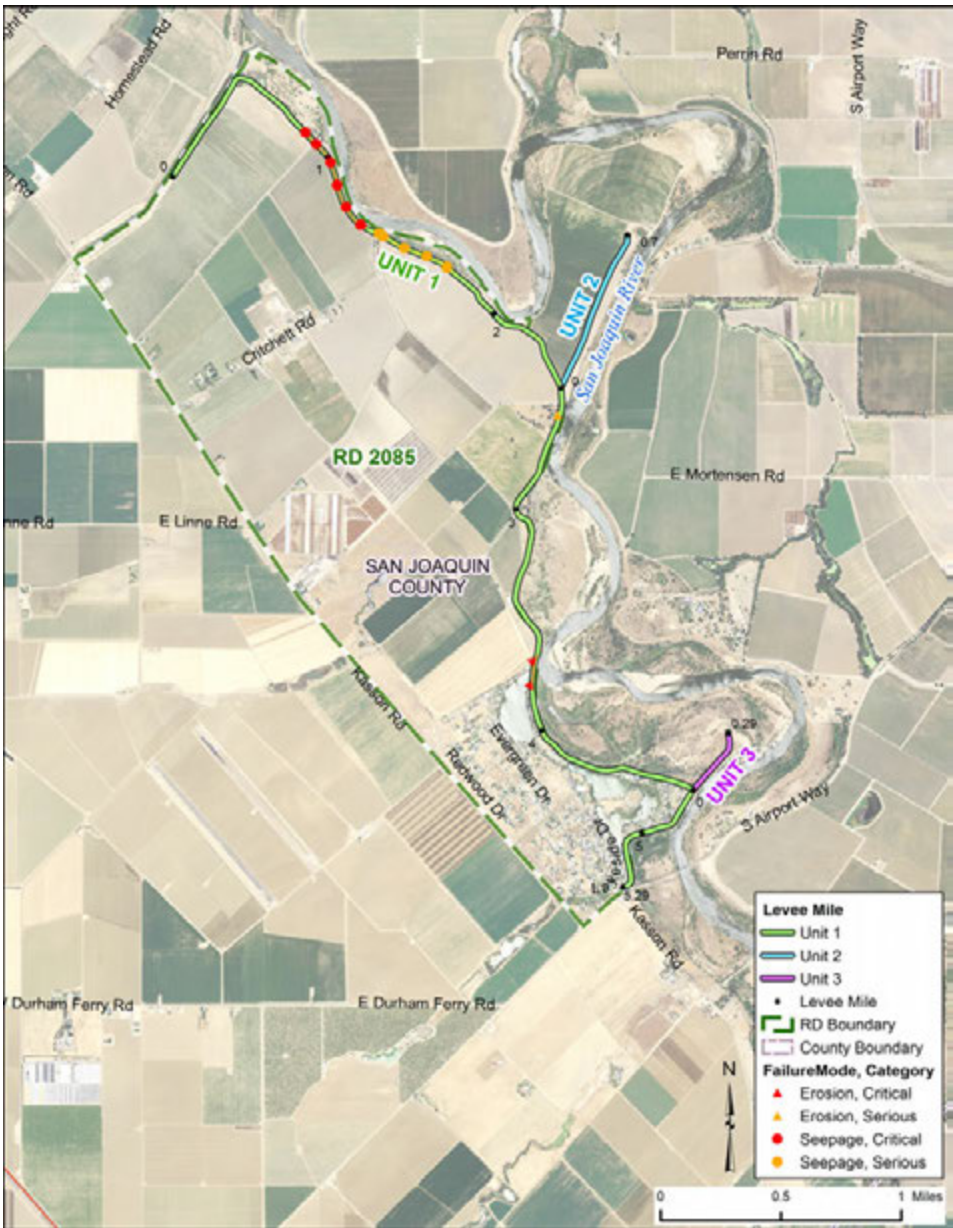 Homestead Rd
Perrin Rd
S Airport Way
0
1
0.7
UNIT 1
UNIT 2
San Joaquin River
2
Critchett Rd
0
RD 2085
E Mortensen Rd
3
E Linne Rd
SAN JOAQUIN
COUNTY
Kasson Rd
0.29
Evergreen Dr
4
UNIT 3
Redwood Dr
0
S Airport Way
5
5.29
Kasson Rd
E Durham Ferry Rd
Levee Mile
Unit 1
Unit 2
Unit 3
Levee Mile
RD Boundary
County Boundary
FailureMode, Category
Erosion, Critical
Erosion, Serious
Seepage, Critical
Seepage, Serious
N
0
0.5
1 Miles